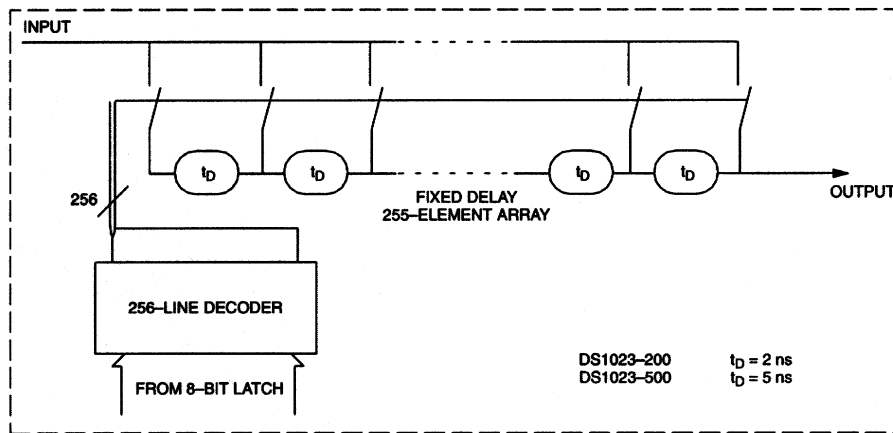 INPUT
tD tD tD tD
256
FIXED DELAY
255–ELEMENT ARRAY
OUTPUT
256–LINE DECODER
DS1023–200 tD = 2 ns
DS1023–500 tD = 5 ns
FROM 8-BIT LATCH